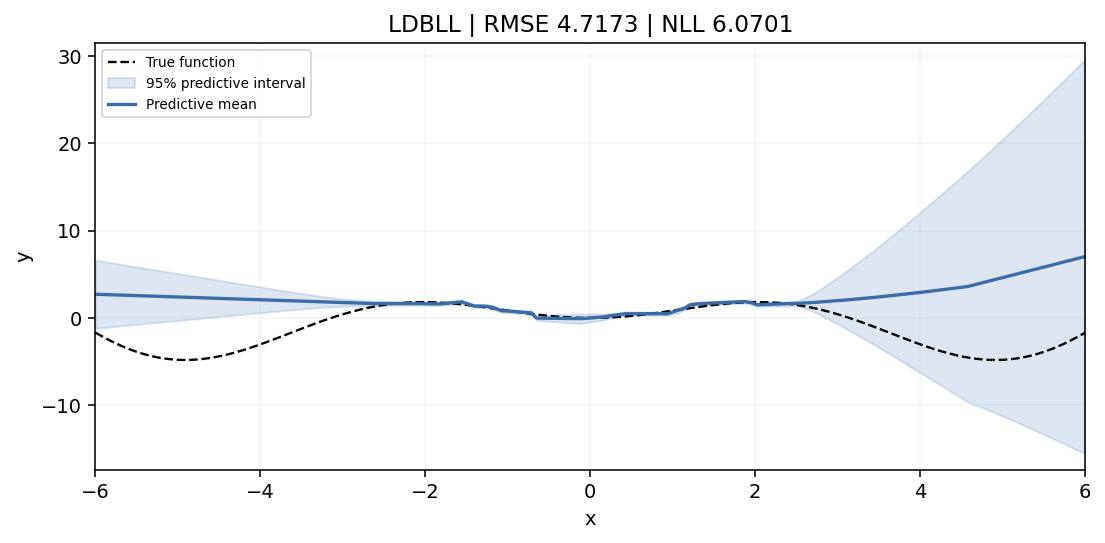 LDBLL | RMSE 4.7173 | NLL 6.0701
True function
95% predictive interval
Predictive mean
30
20
10
0
−10
y
−6
−4
−2
0
2
4
6
x